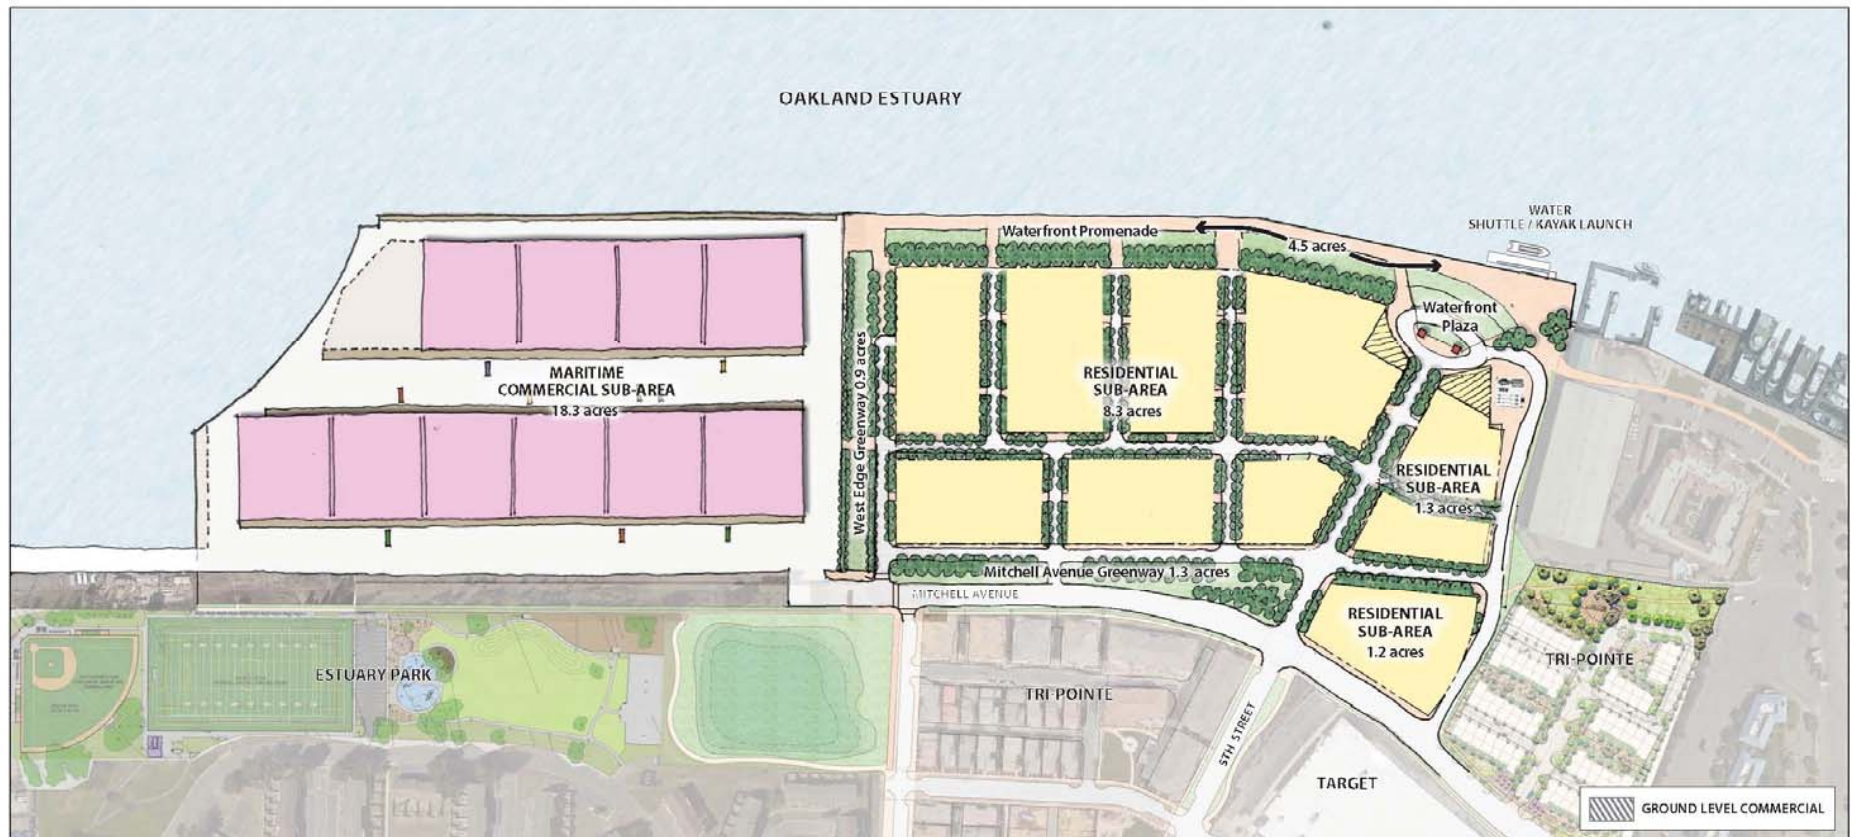 OAKLAND ESTUARY
WATER
SHUTTLE / KAYAK LAUNCH
Waterfront Promenade
4.5 acres
Waterfront
Plaza
MARITIME
COMMERCIAL SUB-AREA
18.3 acres
West Edge Greenway 0.9 acres
RESIDENTIAL
SUB-AREA
8.3 acres
RESIDENTIAL
SUB-AREA
1.3 acres
Mitchell Avenue Greenway 1.3 acres
MITCHELL AVENUE
RESIDENTIAL
SUB-AREA
1.2 acres
ESTUARY PARK
TRI-POINTE
TRI-POINTE
5TH STREET
TARGET
GROUND LEVEL COMMERCIAL